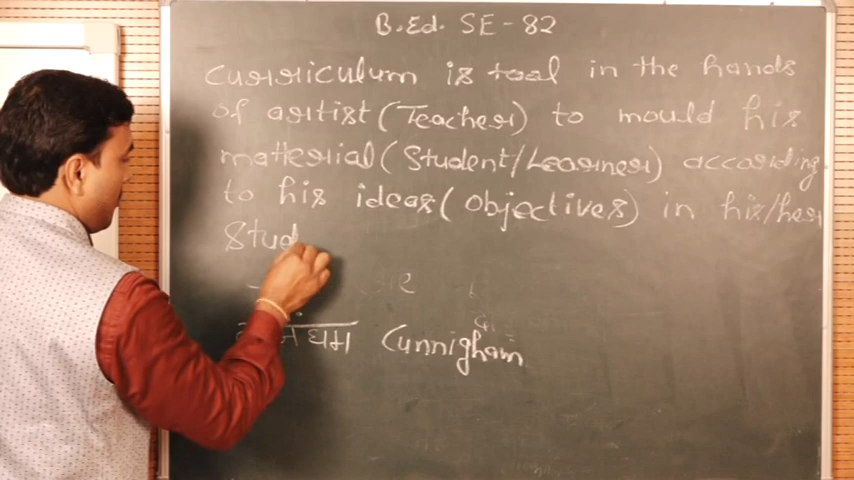 B.Ed. SE-82
Curriculum is tool in the hands
of artist (Teacher) to mould his
matterial (Student/Learner) according
to his ideas (objectives) in his/her
Stud
Cunnigham